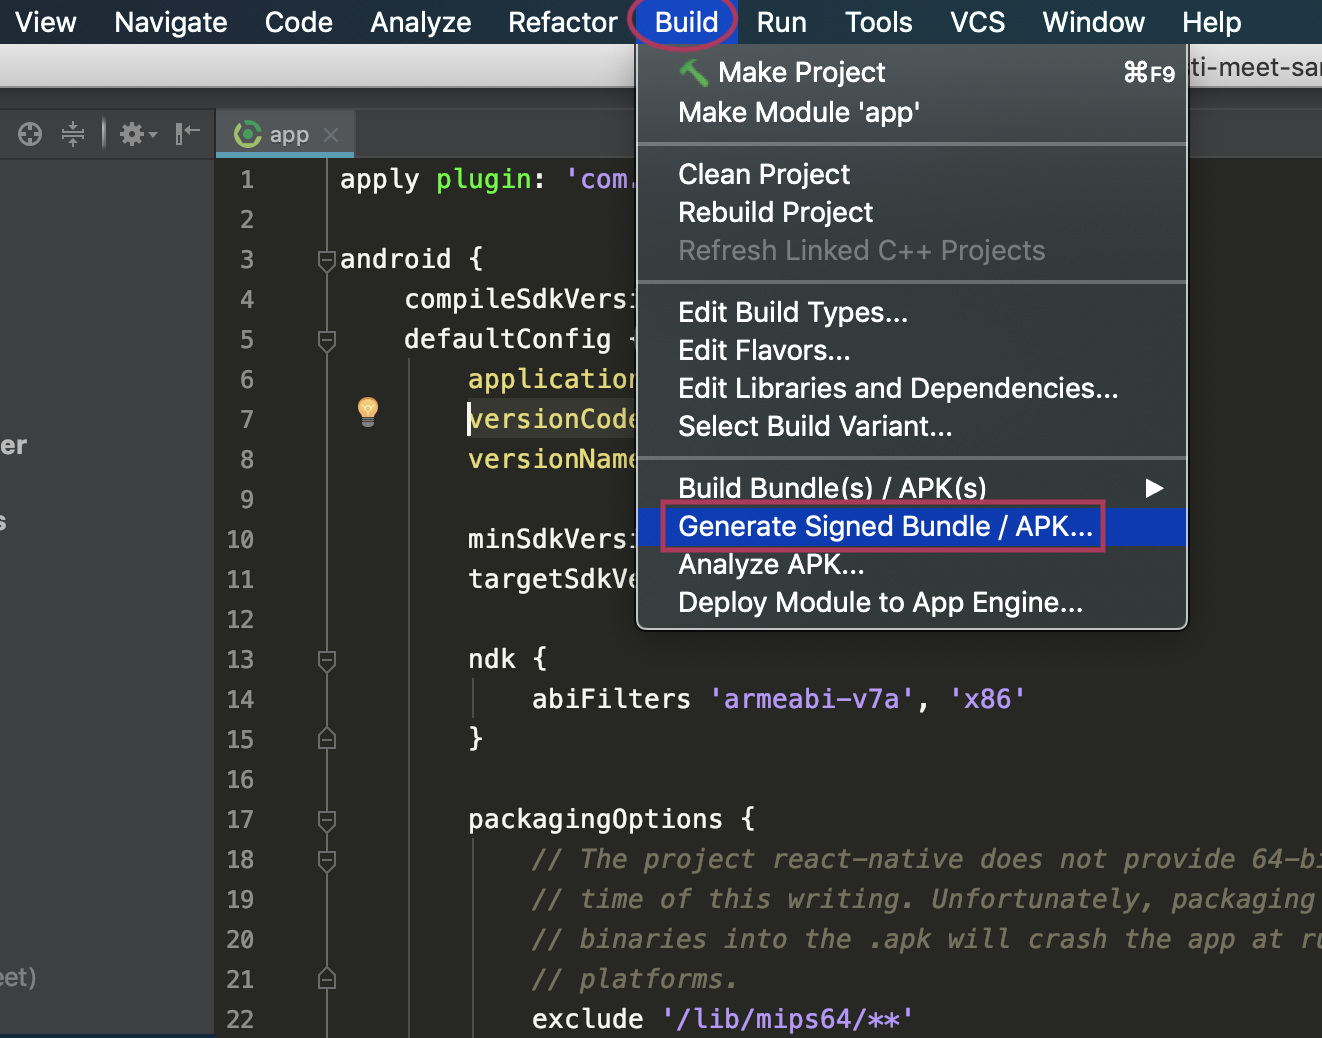 View Navigate Code Analyze Refactor Build Run Tools VCS Window Help
ti-meet-sa
app
Make Project ⌘F9
Make Module 'app'
Clean Project
Rebuild Project
Refresh Linked C++ Projects
Edit Build Types...
Edit Flavors...
Edit Libraries and Dependencies...
Select Build Variant...
Build Bundle(s) / APK(s)
Generate Signed Bundle / APK...
Analyze APK...
Deploy Module to App Engine...
er
s
eet)
1 apply plugin: 'com.
2
3 android {
4 compileSdkVersi
5 defaultConfig {
6 application
7 versionCode
8 versionName
9
10 minSdkVersi
11 targetSdkVe
12
13 ndk {
14 abiFilters 'armeabi-v7a', 'x86'
15 }
16
17 packagingOptions {
18 // The project react-native does not provide 64-bi
19 // time of this writing. Unfortunately, packaging
20 // binaries into the .apk will crash the app at ru
21 // platforms.
22 exclude '/lib/mips64/**'